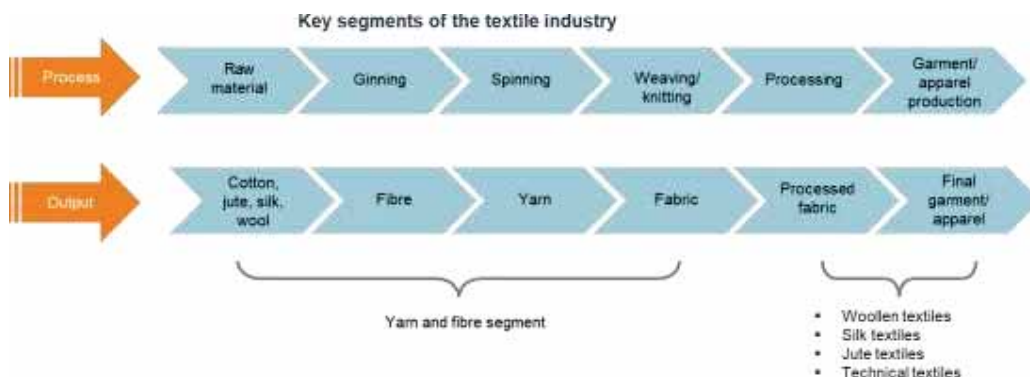 Key segments of the textile industry
Process
Raw
material
Ginning
Spinning
Weaving/
knitting
Processing
Garment/
apparel
production
Output
Cotton,
jute, silk,
wool
Fibre
Yarn
Fabric
Processed
fabric
Final
garment/
apparel
Yarn and fibre segment
▪ Woollen textiles
▪ Silk textiles
▪ Jute textiles
▪ Technical textiles